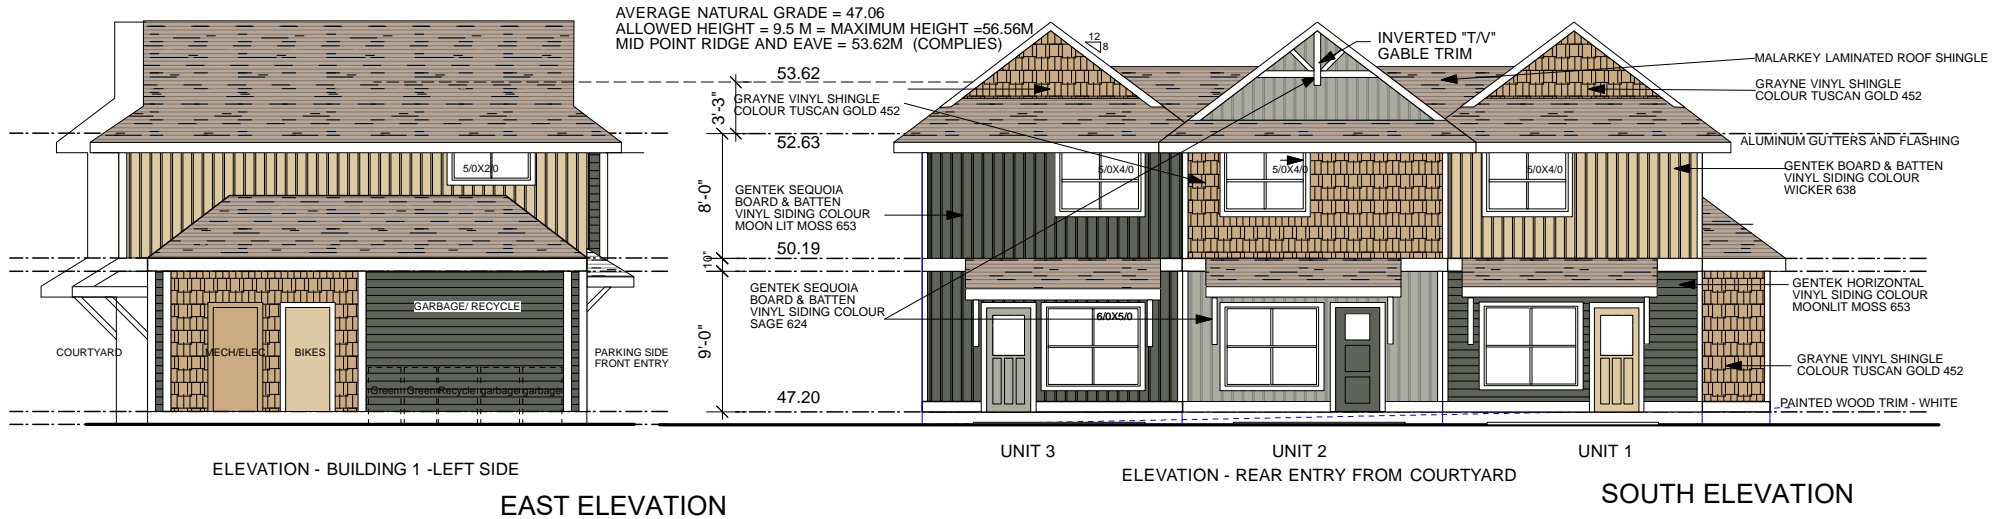 AVERAGE NATURAL GRADE = 47.06
ALLOWED HEIGHT = 9.5 M = MAXIMUM HEIGHT =56.56M
MID POINT RIDGE AND EAVE = 53.62M (COMPLIES)
12
8
INVERTED "T/V"
GABLE TRIM
MALARKEY LAMINATED ROOF SHINGLE
53.62
GRAYNE VINYL SHINGLE
COLOUR TUSCAN GOLD 452
GRAYNE VINYL SHINGLE
COLOUR TUSCAN GOLD 452
3'-3"
52.63
ALUMINUM GUTTERS AND FLASHING
5/0X2/0
5/0X4/0
5/0X4/0
5/0X4/0
GENTEK BOARD & BATTEN
VINYL SIDING COLOUR
WICKER 638
8'-0"
GENTEK SEQUOIA
BOARD & BATTEN
VINYL SIDING COLOUR
MOON LIT MOSS 653
50.19
10"
GENTEK SEQUOIA
BOARD & BATTEN
VINYL SIDING COLOUR
SAGE 624
GENTEK HORIZONTAL
VINYL SIDING COLOUR
MOONLIT MOSS 653
GARBAGE/ RECYCLE
6/0X5/0
9'-0"
COURTYARD
MECH/ELEC
BIKES
PARKING SIDE
FRONT ENTRY
GRAYNE VINYL SHINGLE
COLOUR TUSCAN GOLD 452
Green Green Recycle garbage garbage
47.20
PAINTED WOOD TRIM - WHITE
UNIT 3
UNIT 2
UNIT 1
ELEVATION - BUILDING 1 -LEFT SIDE
ELEVATION - REAR ENTRY FROM COURTYARD
EAST ELEVATION
SOUTH ELEVATION